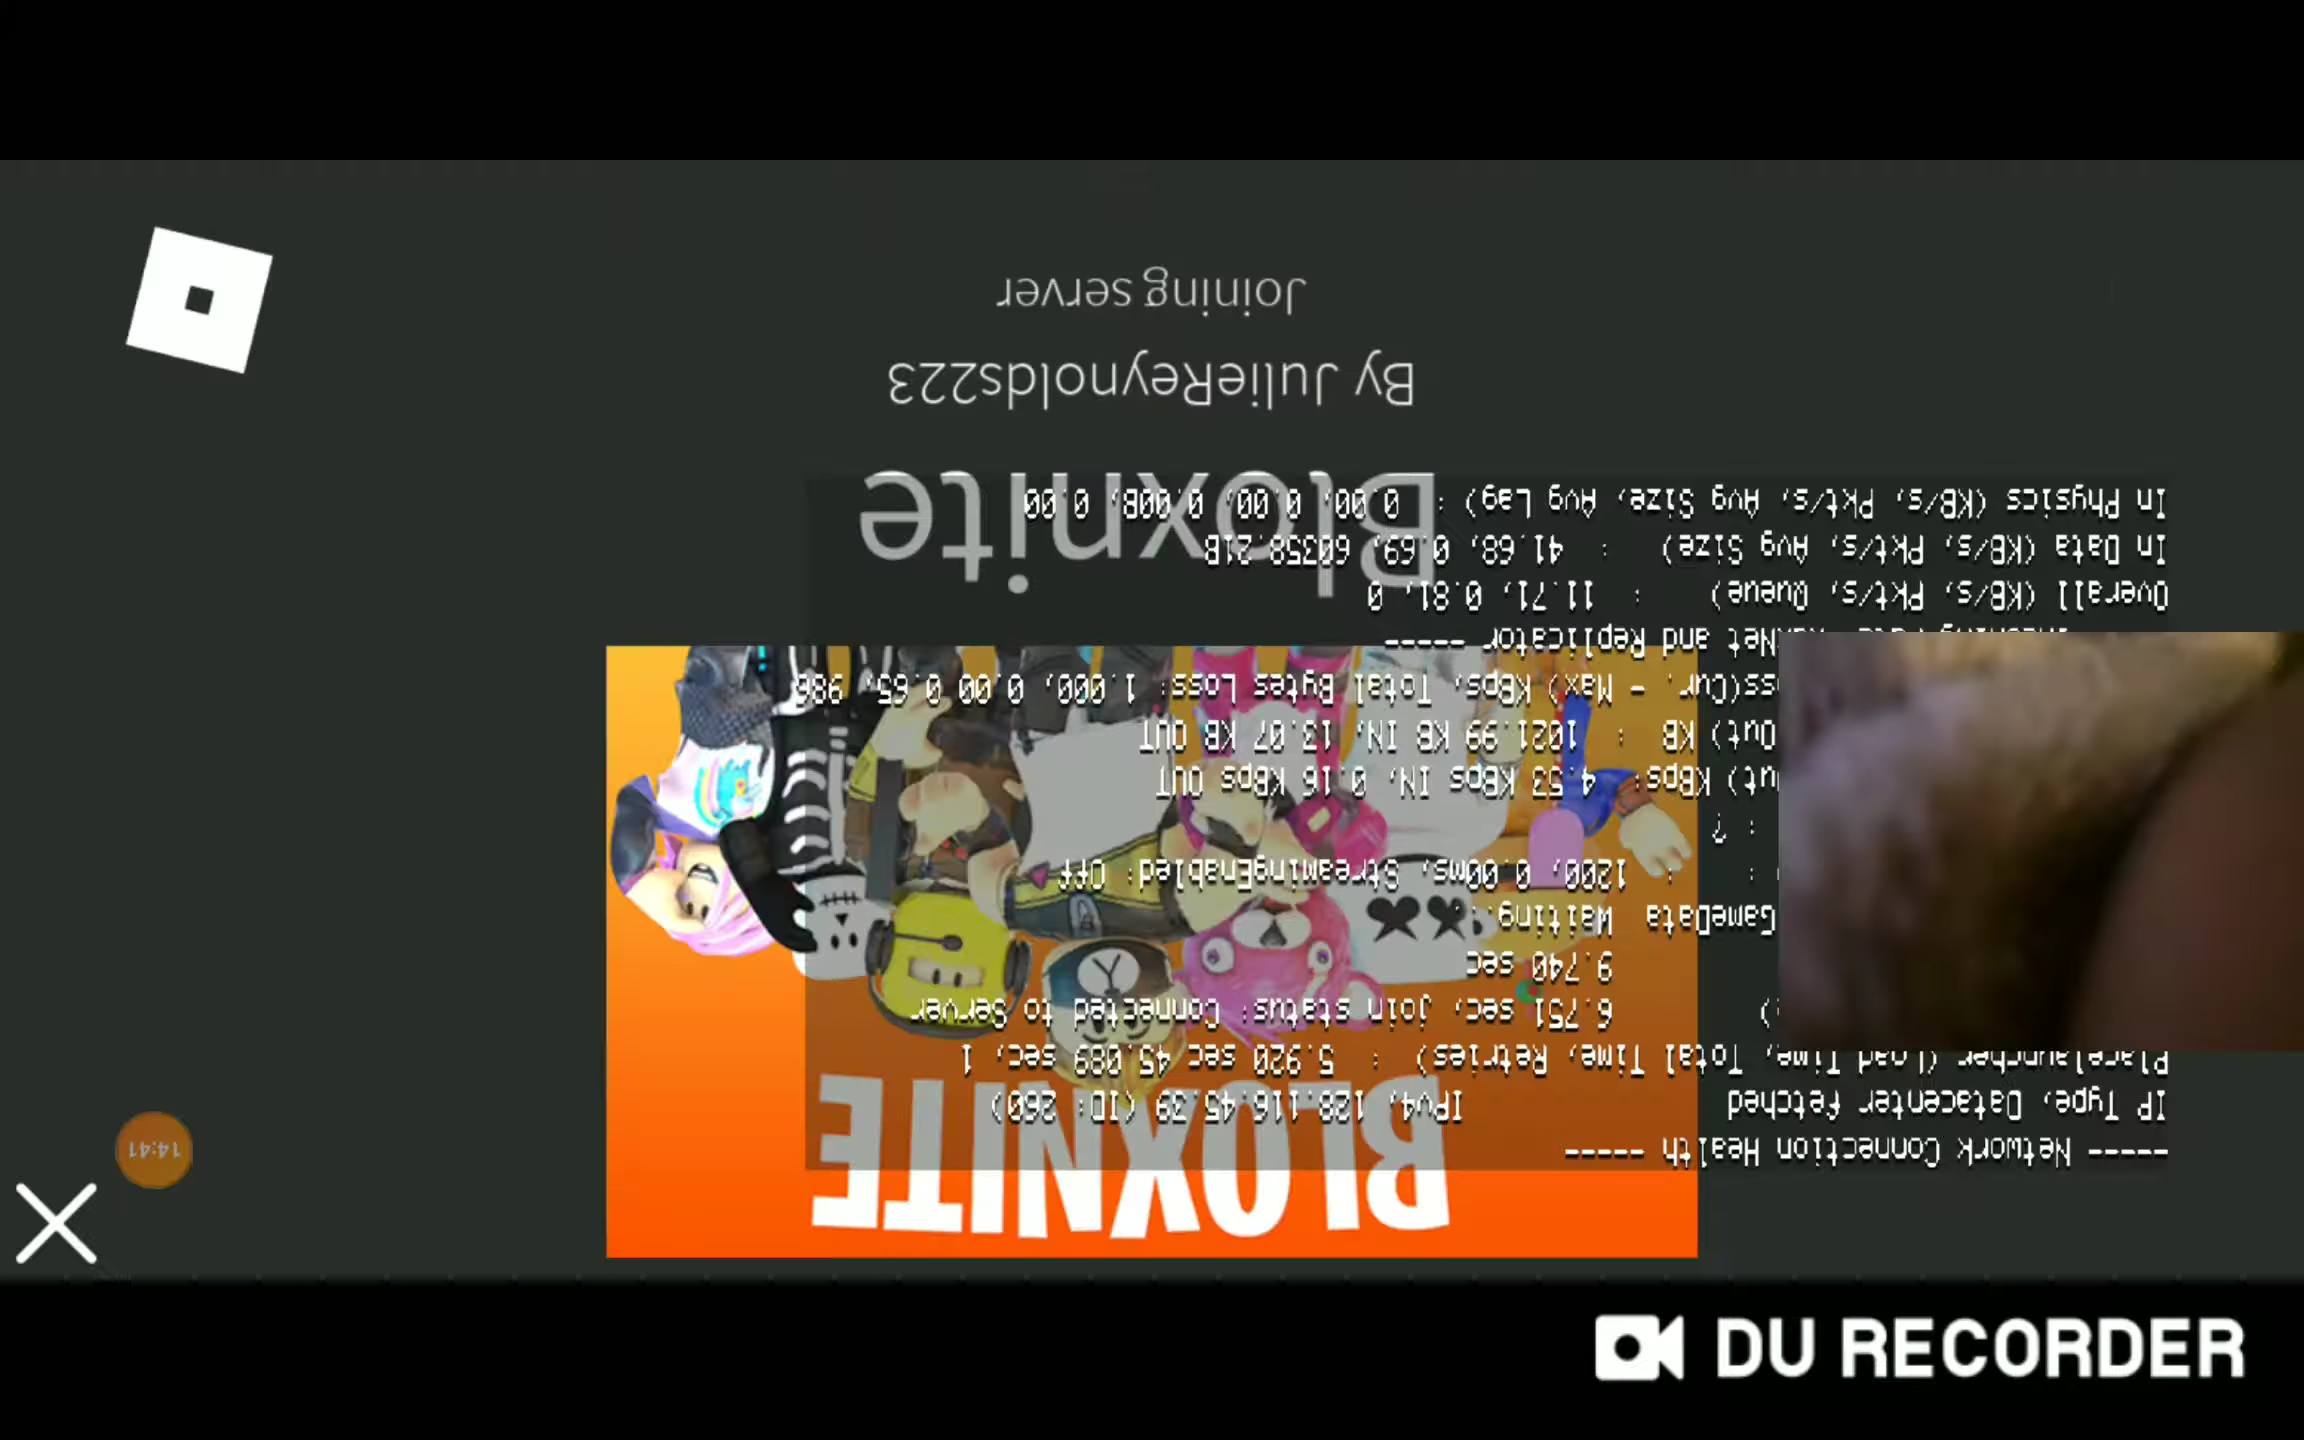 BLOXNITE
----- Network Connection Health -----
IP Type, Datacenter fetched IPv4, 128.116.45.39 (ID: 260)
Placelauncher (Load Time, Total Time, Retries) : 5.920 sec 45.089 sec, 1
) 6.751 sec, join status: Connected to Server
9.740 sec
GameData Waiting...
: 1200, 0.00ms, StreamingEnabled: Off
: ?
ut) KBps: 4.53 KBps IN, 0.16 KBps OUT
Out) KB : 1021.99 KB IN, 13.07 KB OUT
ss(Cur. - Max) KBps, Total Bytes Loss: 1.000, 0.00 0.65, 986
and Replicator -----
Overall (KB/s, Pkt/s, Queue) : 11.71, 0.81, 0
In Data (KB/s, Pkt/s, Avg Size) : 41.68, 0.69, 60358.21B
In Physics (KB/s, Pkt/s, Avg Size, Avg Lag) : 0.00, 0.00, 0.00B, 0.00
Bloxnite
By JulieReynolds223
Joining server
14:41
DU RECORDER